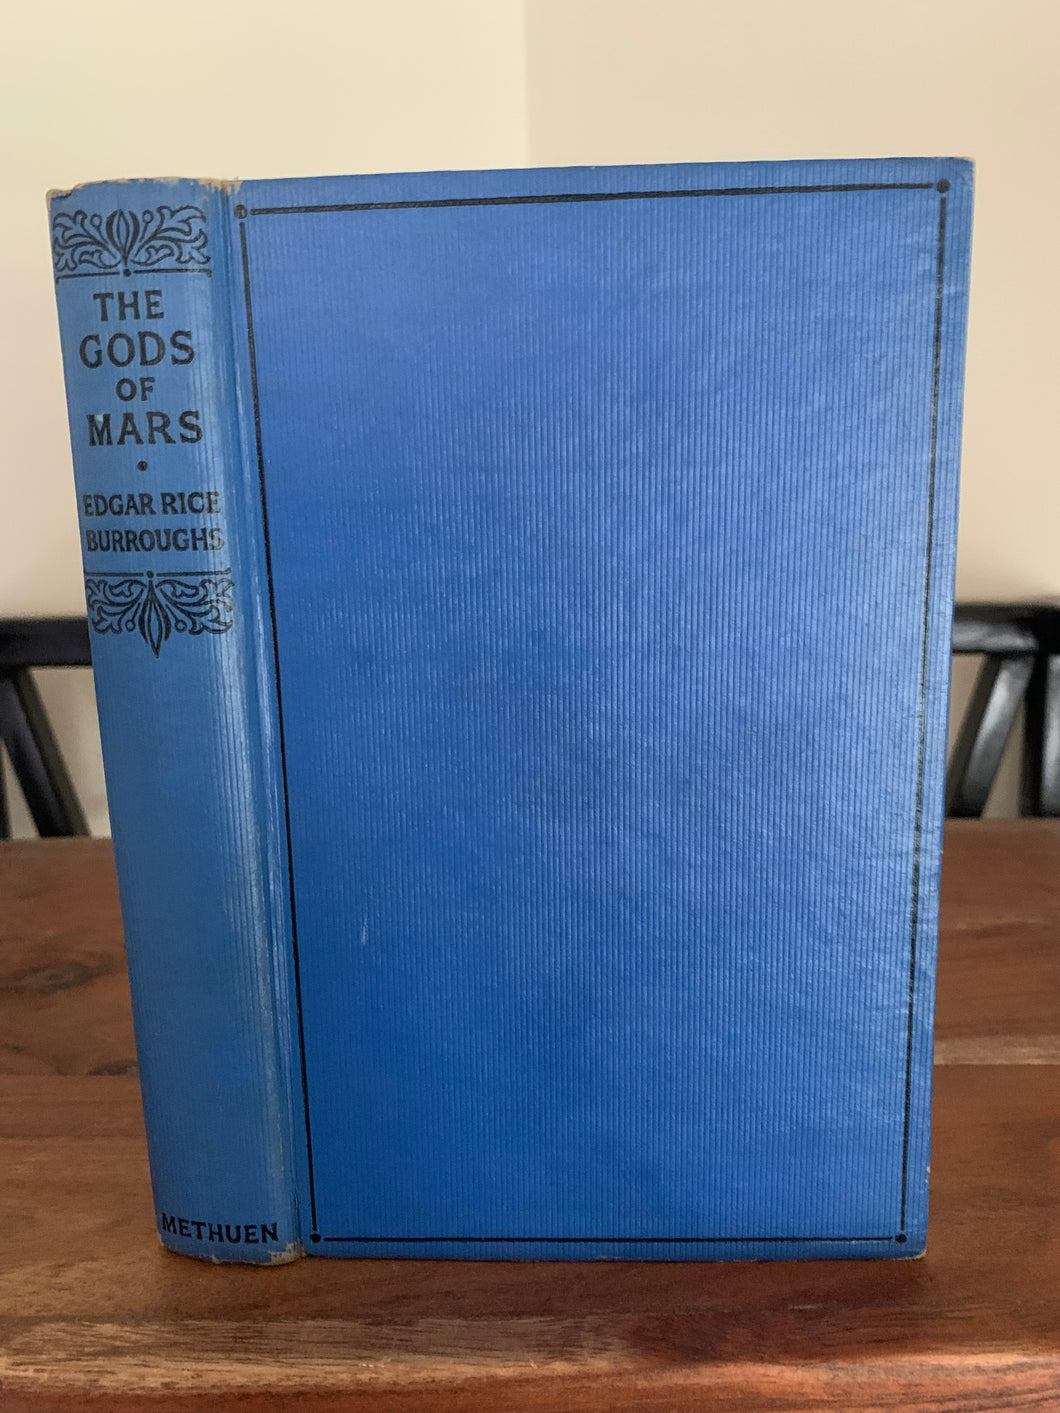 THE
GODS
OF
MARS
•
EDGAR RICE
BURROUGHS
METHUEN